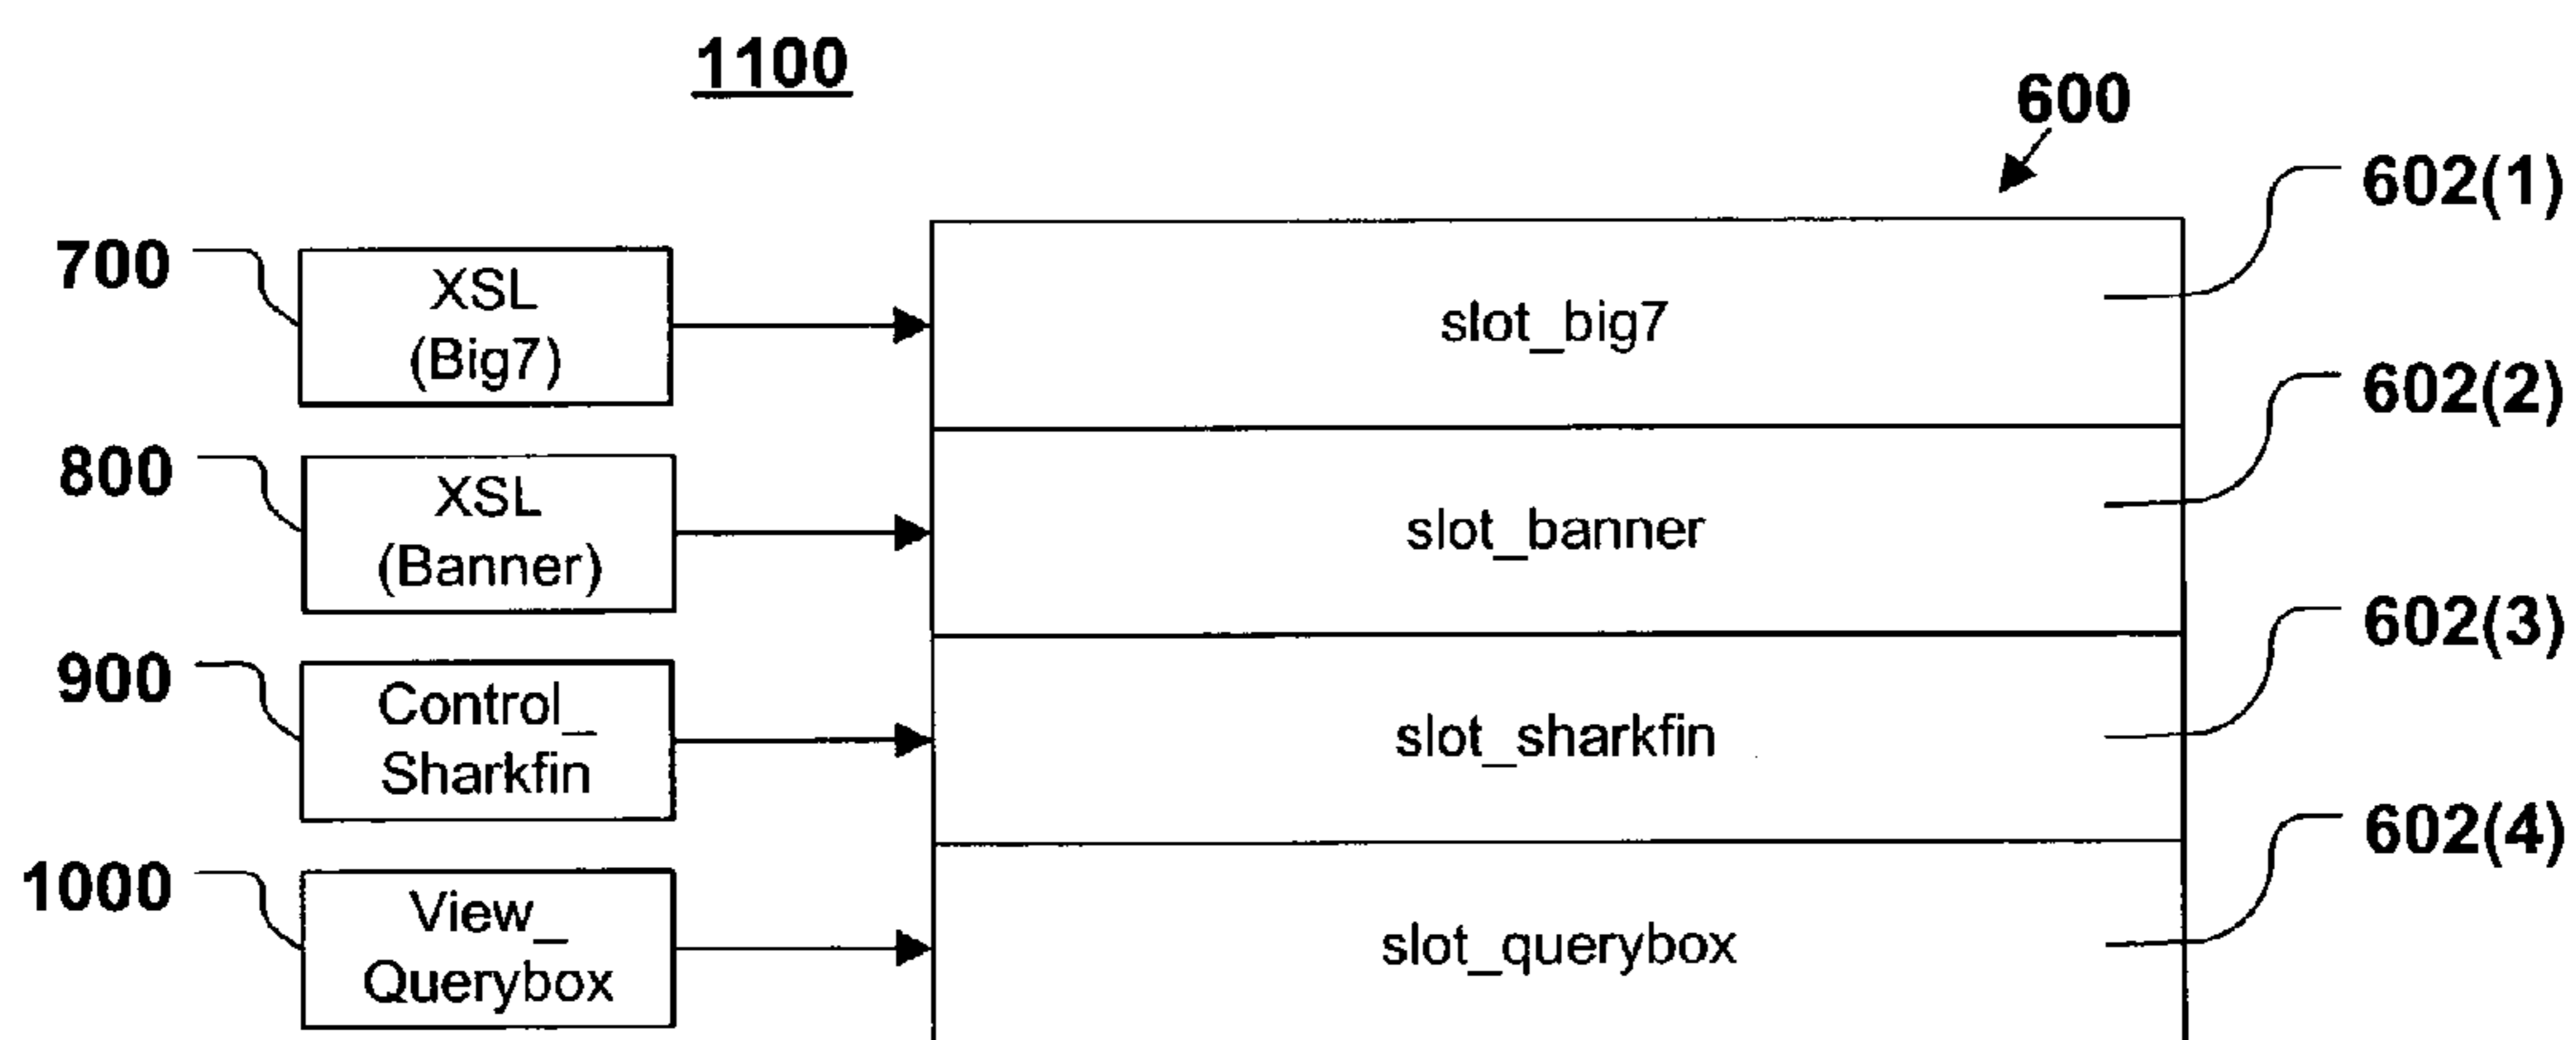 1100
600
602(1)
700
XSL
(Big7)
slot_big7
602(2)
800
XSL
(Banner)
slot_banner
602(3)
900
Control_
Sharkfin
slot_sharkfin
602(4)
1000
View_
Querybox
slot_querybox